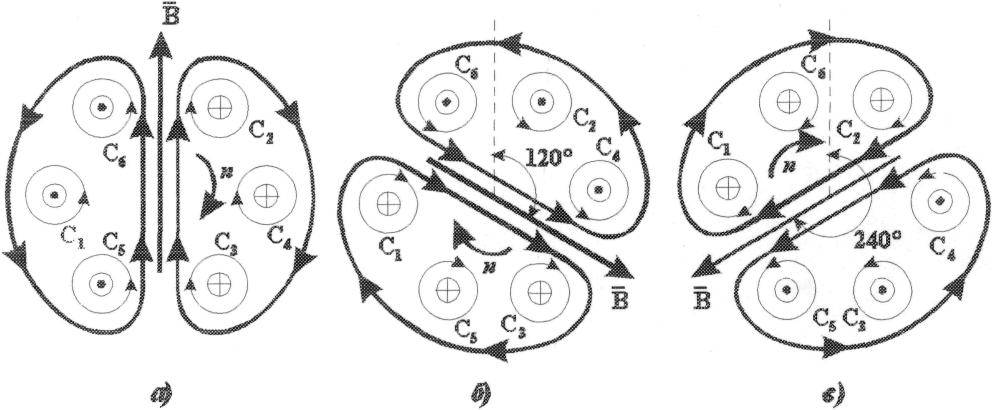 B̅
C₆
C₂
n
C₁
C₄
C₅
C₃
а)
C₆
C₂
120°
C₄
C₁
n
C₅
C₃
B̅
б)
C₆
C₂
C₁
n
240°
C₄
B̅
C₅
C₃
в)